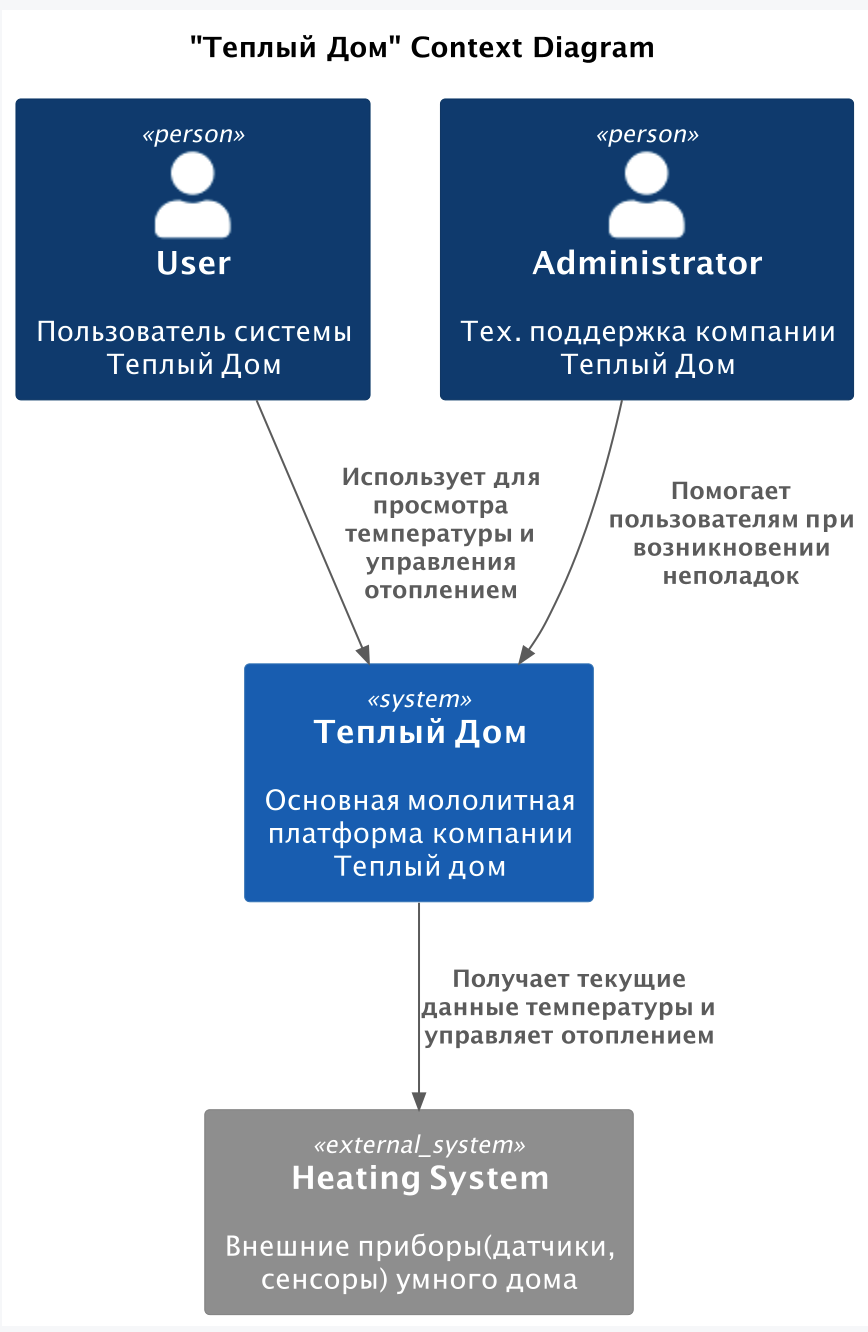 "Теплый Дом" Context Diagram
«person»
User
Пользователь системы
Теплый Дом
«person»
Administrator
Тех. поддержка компании
Теплый Дом
Использует для
просмотра
температуры и
управления
отоплением
Помогает
пользователям при
возникновении
неполадок
«system»
Теплый Дом
Основная мололитная
платформа компании
Теплый дом
Получает текущие
данные температуры и
управляет отоплением
«external_system»
Heating System
Внешние приборы(датчики,
сенсоры) умного дома